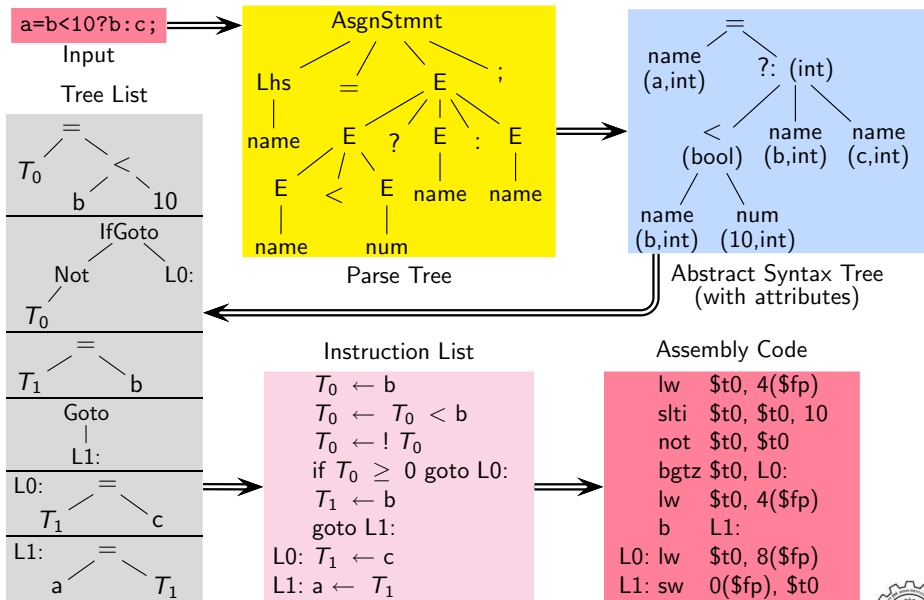 a=b<10?b:c;
Input
AsgnStmnt
Lhs = E ;
name E ? E : E
E < E name name
name num
Parse Tree
=
name
(a,int)
?: (int)
<
(bool)
name
(b,int)
name
(c,int)
name
(b,int)
num
(10,int)
Abstract Syntax Tree
(with attributes)
Tree List
=
T0 <
b 10
IfGoto
Not L0:
T0
=
T1 b
Goto
L1:
L0: =
T1 c
L1: =
a T1
Instruction List
T0 ← b
T0 ← T0 < b
T0 ← ! T0
if T0 ≥ 0 goto L0:
T1 ← b
goto L1:
L0: T1 ← c
L1: a ← T1
Assembly Code
lw $t0, 4($fp)
slti $t0, $t0, 10
not $t0, $t0
bgtz $t0, L0:
lw $t0, 4($fp)
b L1:
L0: lw $t0, 8($fp)
L1: sw 0($fp), $t0